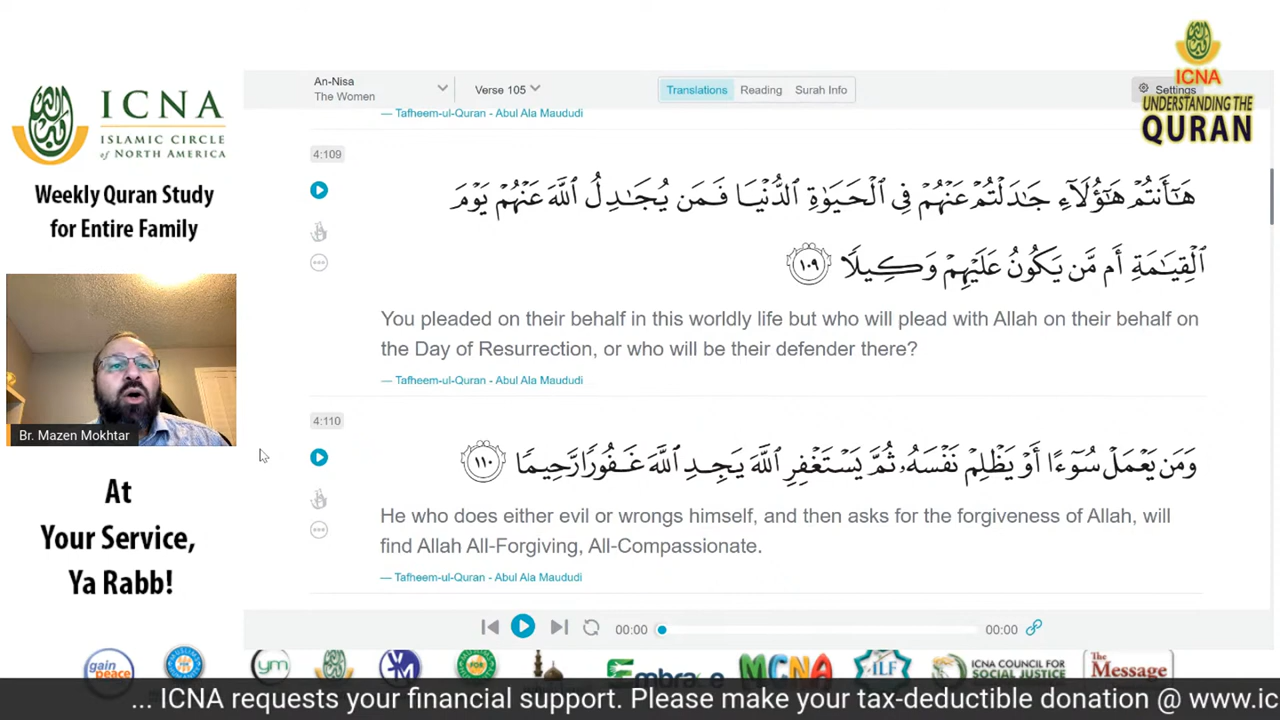 ICNA
ISLAMIC CIRCLE
of NORTH AMERICA
Weekly Quran Study
for Entire Family
Br. Mazen Mokhtar
At
Your Service,
Ya Rabb!
An-Nisa
The Women
Verse 105
Translations
Reading
Surah Info
Settings
ICNA
UNDERSTANDING THE
QURAN
— Tafheem-ul-Quran - Abul Ala Maududi
4:109
هَـٰٓأَنتُمْ هَـٰٓؤُلَآءِ جَـٰدَلْتُمْ عَنْهُمْ فِى ٱلْحَيَوٰةِ ٱلدُّنْيَا فَمَن يُجَـٰدِلُ ٱللَّهَ عَنْهُمْ يَوْمَ
ٱلْقِيَـٰمَةِ أَم مَّن يَكُونُ عَلَيْهِمْ وَكِيلًا ١٠٩
You pleaded on their behalf in this worldly life but who will plead with Allah on their behalf on
the Day of Resurrection, or who will be their defender there?
— Tafheem-ul-Quran - Abul Ala Maududi
4:110
وَمَن يَعْمَلْ سُوٓءًا أَوْ يَظْلِمْ نَفْسَهُۥ ثُمَّ يَسْتَغْفِرِ ٱللَّهَ يَجِدِ ٱللَّهَ غَفُورًا رَّحِيمًا ١١٠
He who does either evil or wrongs himself, and then asks for the forgiveness of Allah, will
find Allah All-Forgiving, All-Compassionate.
— Tafheem-ul-Quran - Abul Ala Maududi
00:00
00:00
gain
peace
ym
FOR
Embrace
MCNA
ILF
ICNA COUNCIL FOR
SOCIAL JUSTICE
The
Message
... ICNA requests your financial support. Please make your tax-deductible donation @ www.ic